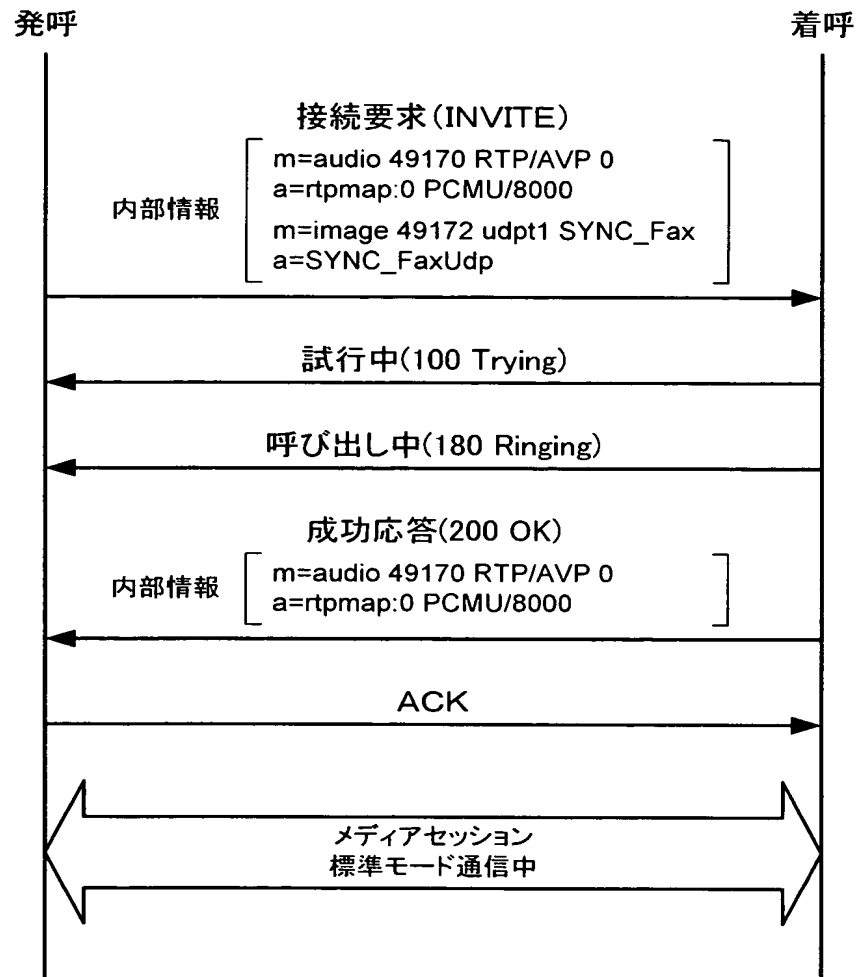 発呼
着呼
接続要求(INVITE)
内部情報
m=audio 49170 RTP/AVP 0
a=rtpmap:0 PCMU/8000
m=image 49172 udpt1 SYNC_Fax
a=SYNC_FaxUdp
試行中(100 Trying)
呼び出し中(180 Ringing)
成功応答(200 OK)
内部情報
m=audio 49170 RTP/AVP 0
a=rtpmap:0 PCMU/8000
ACK
メディアセッション
標準モード通信中